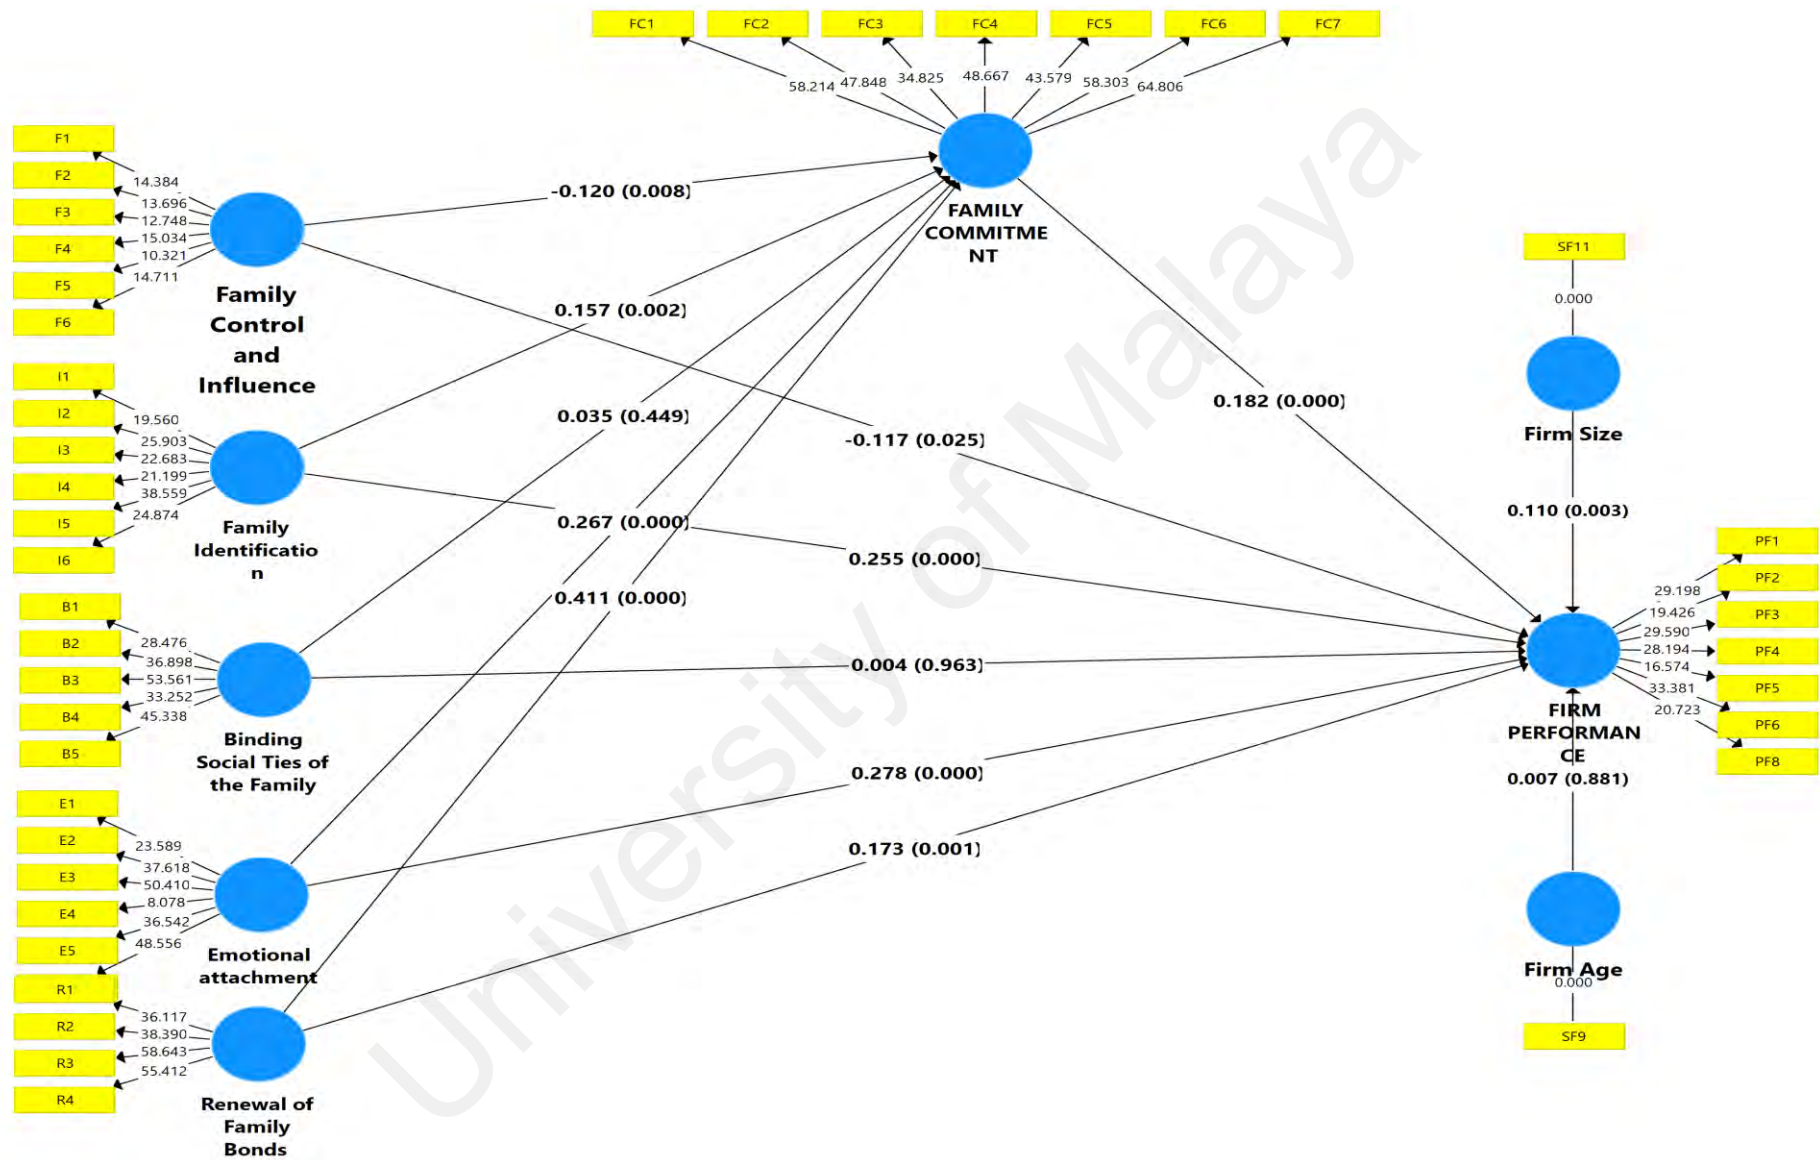 FC1 FC2 FC3 FC4 FC5 FC6 FC7
58.214 47.848 34.825 48.667 43.579 58.303 64.806
FAMILY
COMMITME
NT
F1
F2
F3
F4
F5
F6
14.384
13.696
12.748
15.034
10.321
14.711
Family
Control
and
Influence
I1
I2
I3
I4
I5
I6
19.560
25.903
22.683
21.199
38.559
24.874
Family
Identificatio
n
B1
B2
B3
B4
B5
28.476
36.898
53.561
33.252
45.338
Binding
Social Ties of
the Family
E1
E2
E3
E4
E5
23.589
37.618
50.410
8.078
36.542
48.556
Emotional
attachment
R1
R2
R3
R4
36.117
38.390
58.643
55.412
Renewal of
Family
Bonds
-0.120 (0.008)
0.157 (0.002)
0.035 (0.449)
0.267 (0.000)
0.411 (0.000)
0.182 (0.000)
-0.117 (0.025)
0.255 (0.000)
0.004 (0.963)
0.278 (0.000)
0.173 (0.001)
SF11
0.000
Firm Size
0.110 (0.003)
FIRM
PERFORMAN
CE
0.007 (0.881)
Firm Age
0.000
SF9
29.198
19.426
29.590
28.194
16.574
33.381
20.723
PF1
PF2
PF3
PF4
PF5
PF6
PF8
University of Malaya